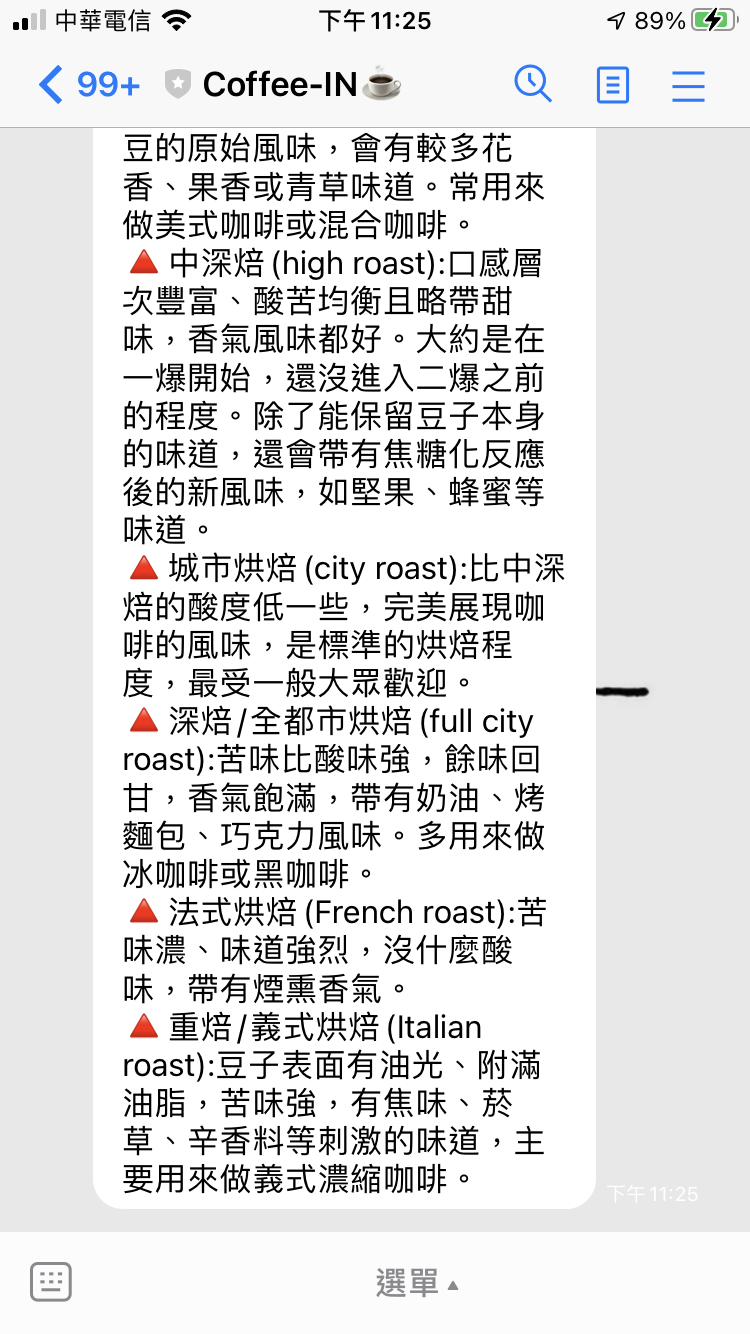 中華電信 下午11:25 89%
99+ Coffee-IN☕
豆的原始風味，會有較多花
香、果香或青草味道。常用來
做美式咖啡或混合咖啡。
🔺中深焙(high roast):口感層
次豐富、酸苦均衡且略帶甜
味，香氣風味都好。大約是在
一爆開始，還沒進入二爆之前
的程度。除了能保留豆子本身
的味道，還會帶有焦糖化反應
後的新風味，如堅果、蜂蜜等
味道。
🔺城市烘焙(city roast):比中深
焙的酸度低一些，完美展現咖
啡的風味，是標準的烘焙程
度，最受一般大眾歡迎。
🔺深焙/全都市烘焙(full city
roast):苦味比酸味強，餘味回
甘，香氣飽滿，帶有奶油、烤
麵包、巧克力風味。多用來做
冰咖啡或黑咖啡。
🔺法式烘焙(French roast):苦
味濃、味道強烈，沒什麼酸
味，帶有煙熏香氣。
🔺重焙/義式烘焙(Italian
roast):豆子表面有油光、附滿
油脂，苦味強，有焦味、菸
草、辛香料等刺激的味道，主
要用來做義式濃縮咖啡。
下午11:25
選單▲